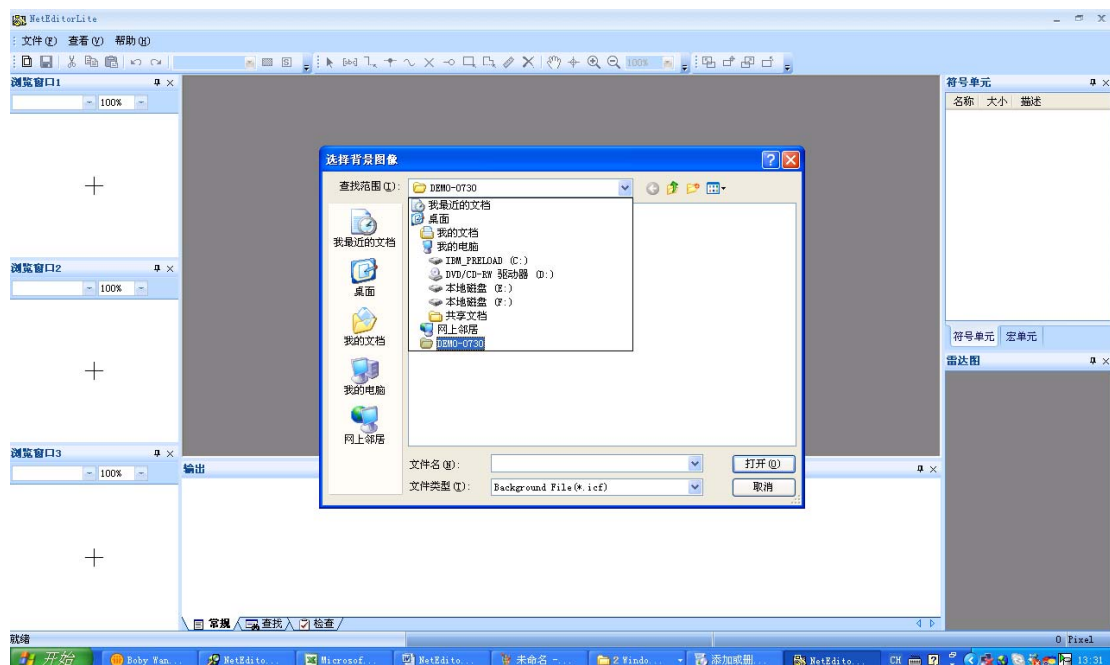 NetEditorLite
文件(F) 查看(V) 帮助(H)
100%
浏览窗口1
100%
浏览窗口2
100%
浏览窗口3
100%
选择背景图像
查找范围(I): DEMO-0730
我最近的文档
桌面
我的文档
我的电脑
IBM_PRELOAD (C:)
DVD/CD-RW 驱动器 (D:)
本地磁盘 (E:)
本地磁盘 (F:)
共享文档
网上邻居
DEMO-0730
我最近的文档
桌面
我的文档
我的电脑
网上邻居
文件名(N): 打开(O)
文件类型(T): Background File(*.icf) 取消
符号单元
名称 大小 描述
符号单元 宏单元
雷达图
输出
常规 查找 检查
就绪 0 Pixel
开始 Boby Wan... NetEdito... Microsof... NetEdito... 未命名 -... 2 Windo... 添加或删... NetEdito... CH 13:31